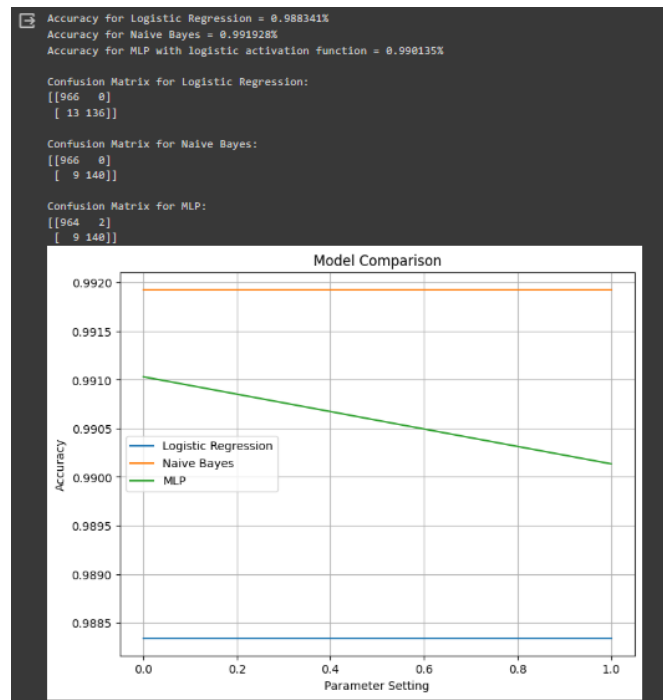 Accuracy for Logistic Regression = 0.988341%
Accuracy for Naive Bayes = 0.991928%
Accuracy for MLP with logistic activation function = 0.990135%
Confusion Matrix for Logistic Regression:
[[966   0]
 [ 13 136]]
Confusion Matrix for Naive Bayes:
[[966   0]
 [  9 140]]
Confusion Matrix for MLP:
[[964   2]
 [  9 140]]
Model Comparison
0.9920
0.9915
0.9910
0.9905
0.9900
0.9895
0.9890
0.9885
Accuracy
Logistic Regression
Naive Bayes
MLP
0.0 0.2 0.4 0.6 0.8 1.0
Parameter Setting